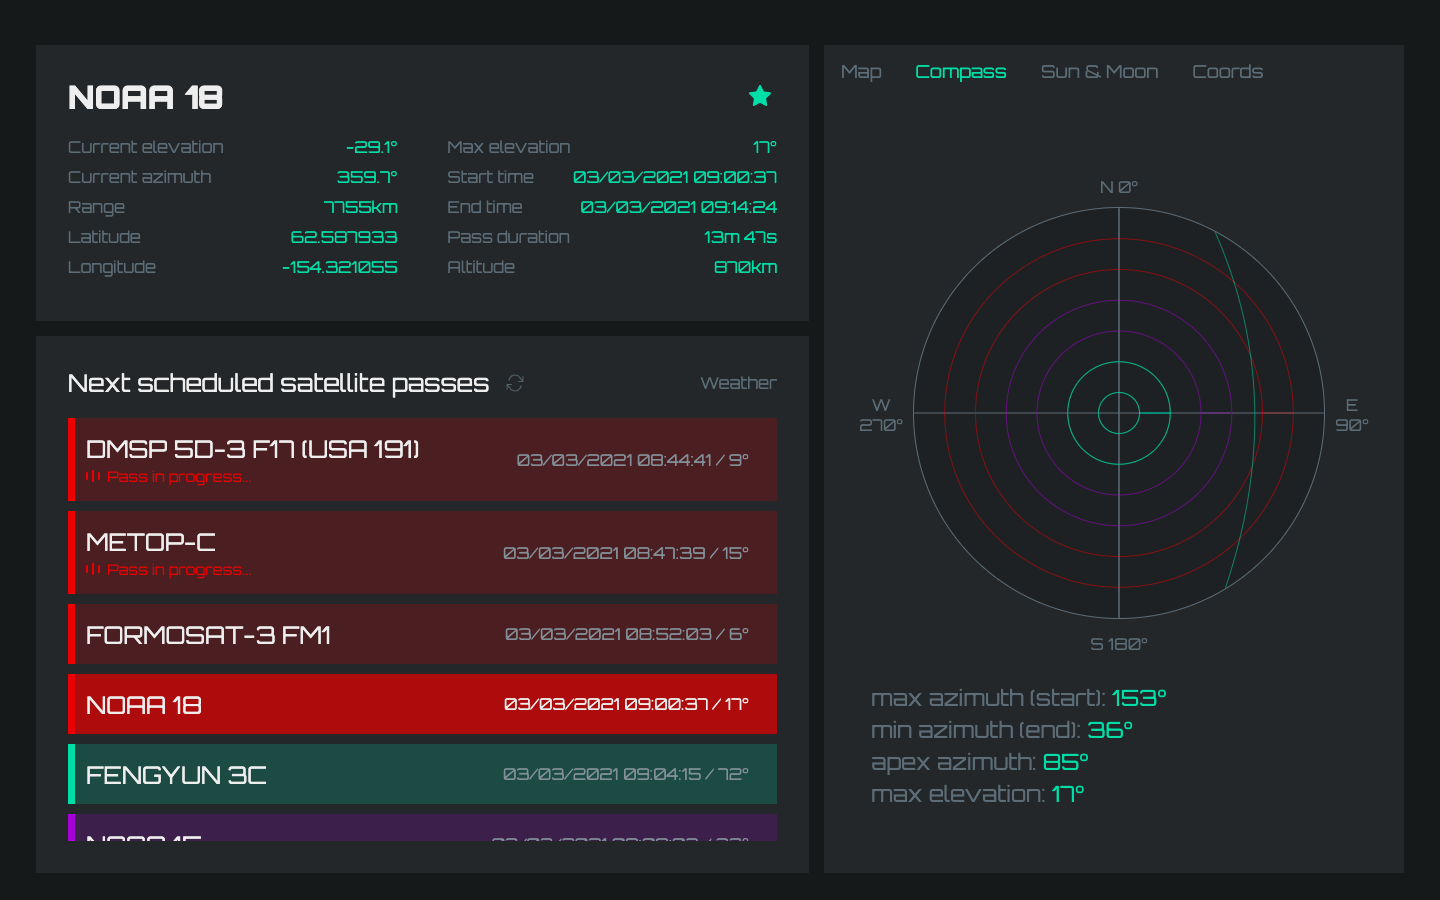 NOAA 18
Current elevation -29.1° Max elevation 17°
Current azimuth 359.7° Start time 03/03/2021 09:00:37
Range 7755km End time 03/03/2021 09:14:24
Latitude 62.587933 Pass duration 13m 47s
Longitude -154.321055 Altitude 870km
Next scheduled satellite passes Weather
DMSP 5D-3 F17 (USA 191) 03/03/2021 08:44:41 / 9°
Pass in progress...
METOP-C 03/03/2021 08:47:39 / 15°
Pass in progress...
FORMOSAT-3 FM1 03/03/2021 08:52:03 / 6°
NOAA 18 03/03/2021 09:00:37 / 17°
FENGYUN 3C 03/03/2021 09:04:15 / 72°
Map Compass Sun & Moon Coords
N 0°
W
270°
E
90°
S 180°
max azimuth (start): 153°
min azimuth (end): 36°
apex azimuth: 85°
max elevation: 17°